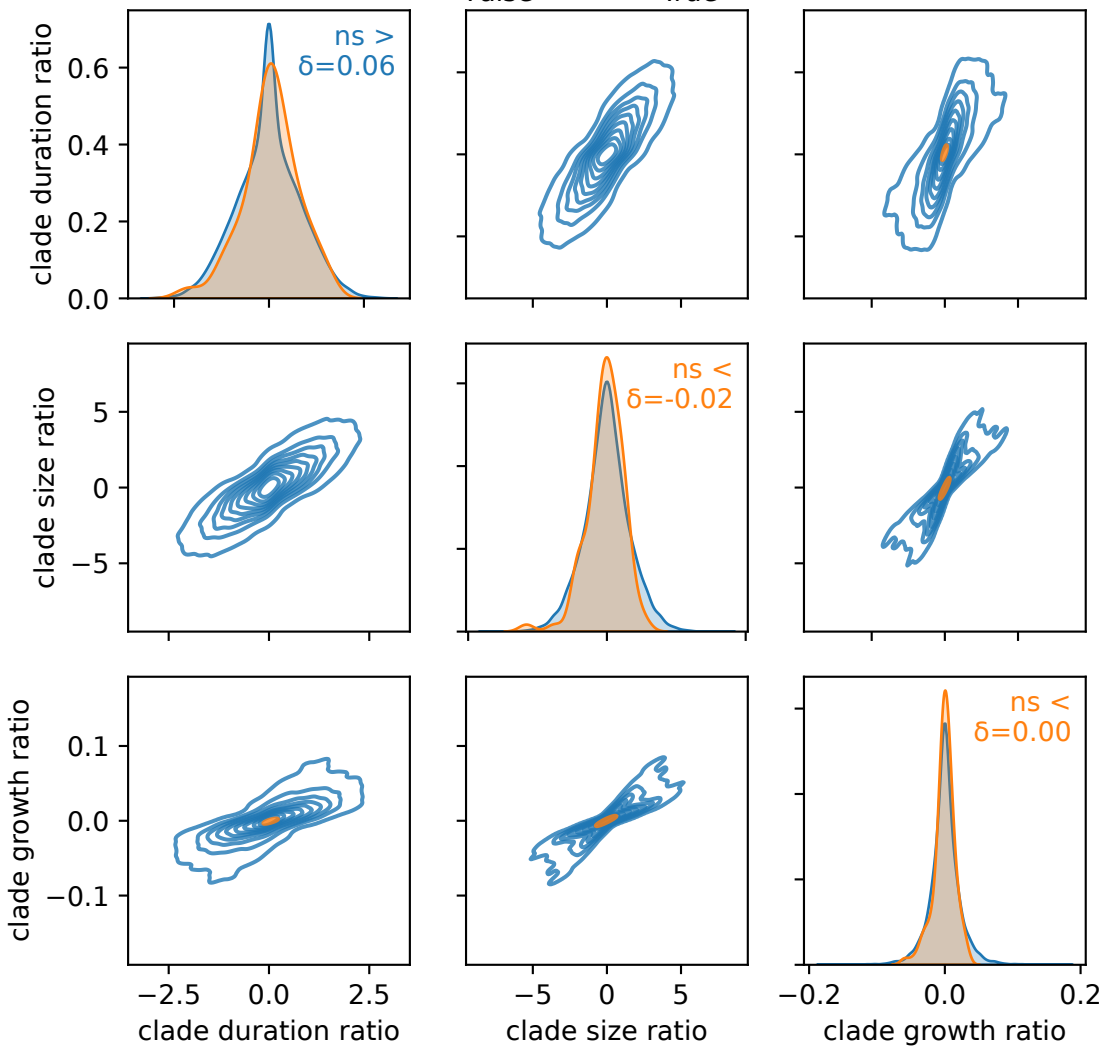 clade duration ratio
0.6
0.4
0.2
0.0
ns >
δ=0.06
−5
0
5
clade size ratio
5
0
−5
ns <
δ=-0.02
clade growth ratio
0.1
0.0
−0.1
ns <
δ=0.00
−2.5
0.0
2.5
clade duration ratio
−5
0
5
clade size ratio
−0.2
0.0
0.2
clade growth ratio